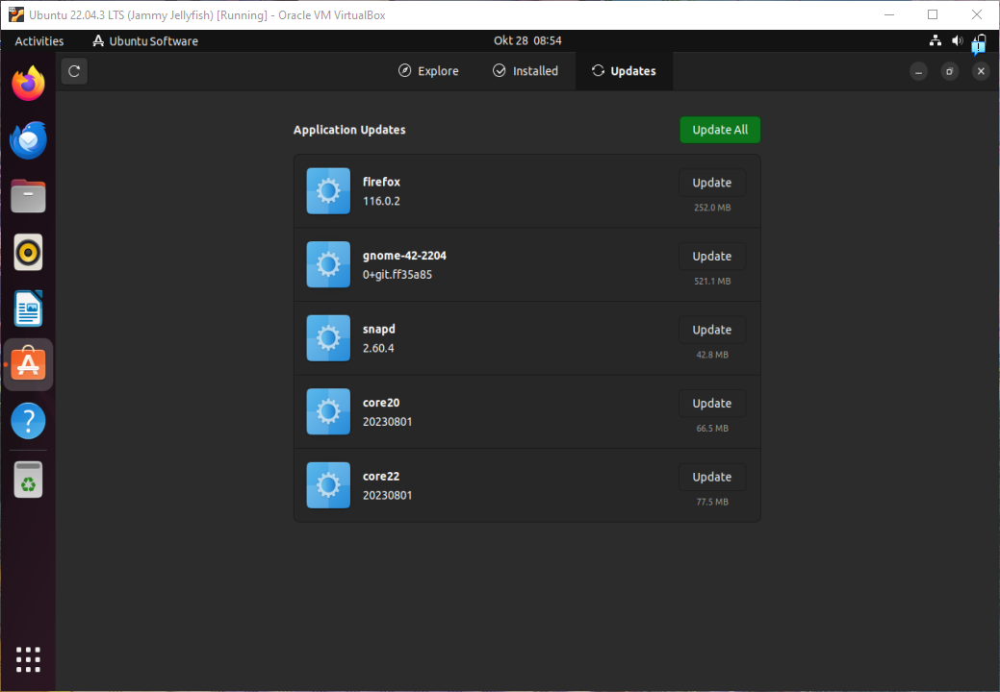 Ubuntu 22.04.3 LTS (Jammy Jellyfish) [Running] - Oracle VM VirtualBox
Activities Ubuntu Software Okt 28 08:54
Explore Installed Updates
Application Updates Update All
firefox Update
116.0.2 252.0 MB
gnome-42-2204 Update
0+git.ff35a85 521.1 MB
snapd Update
2.60.4 42.8 MB
core20 Update
20230801 66.5 MB
core22 Update
20230801 77.5 MB